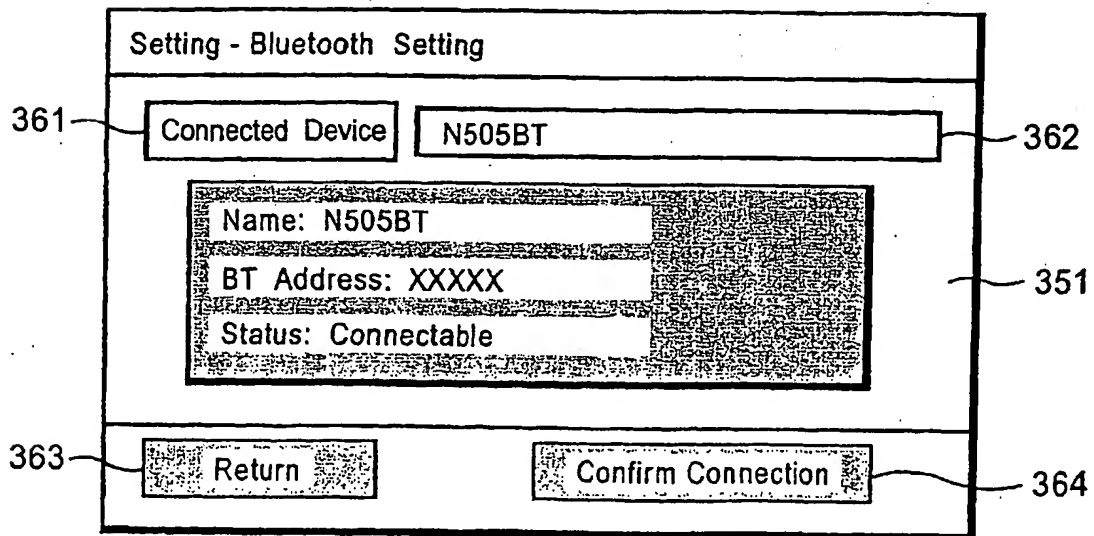 Setting - Bluetooth Setting
361 Connected Device N505BT 362
Name: N505BT
BT Address: XXXXX
351
Status: Connectable
363 Return Confirm Connection 364